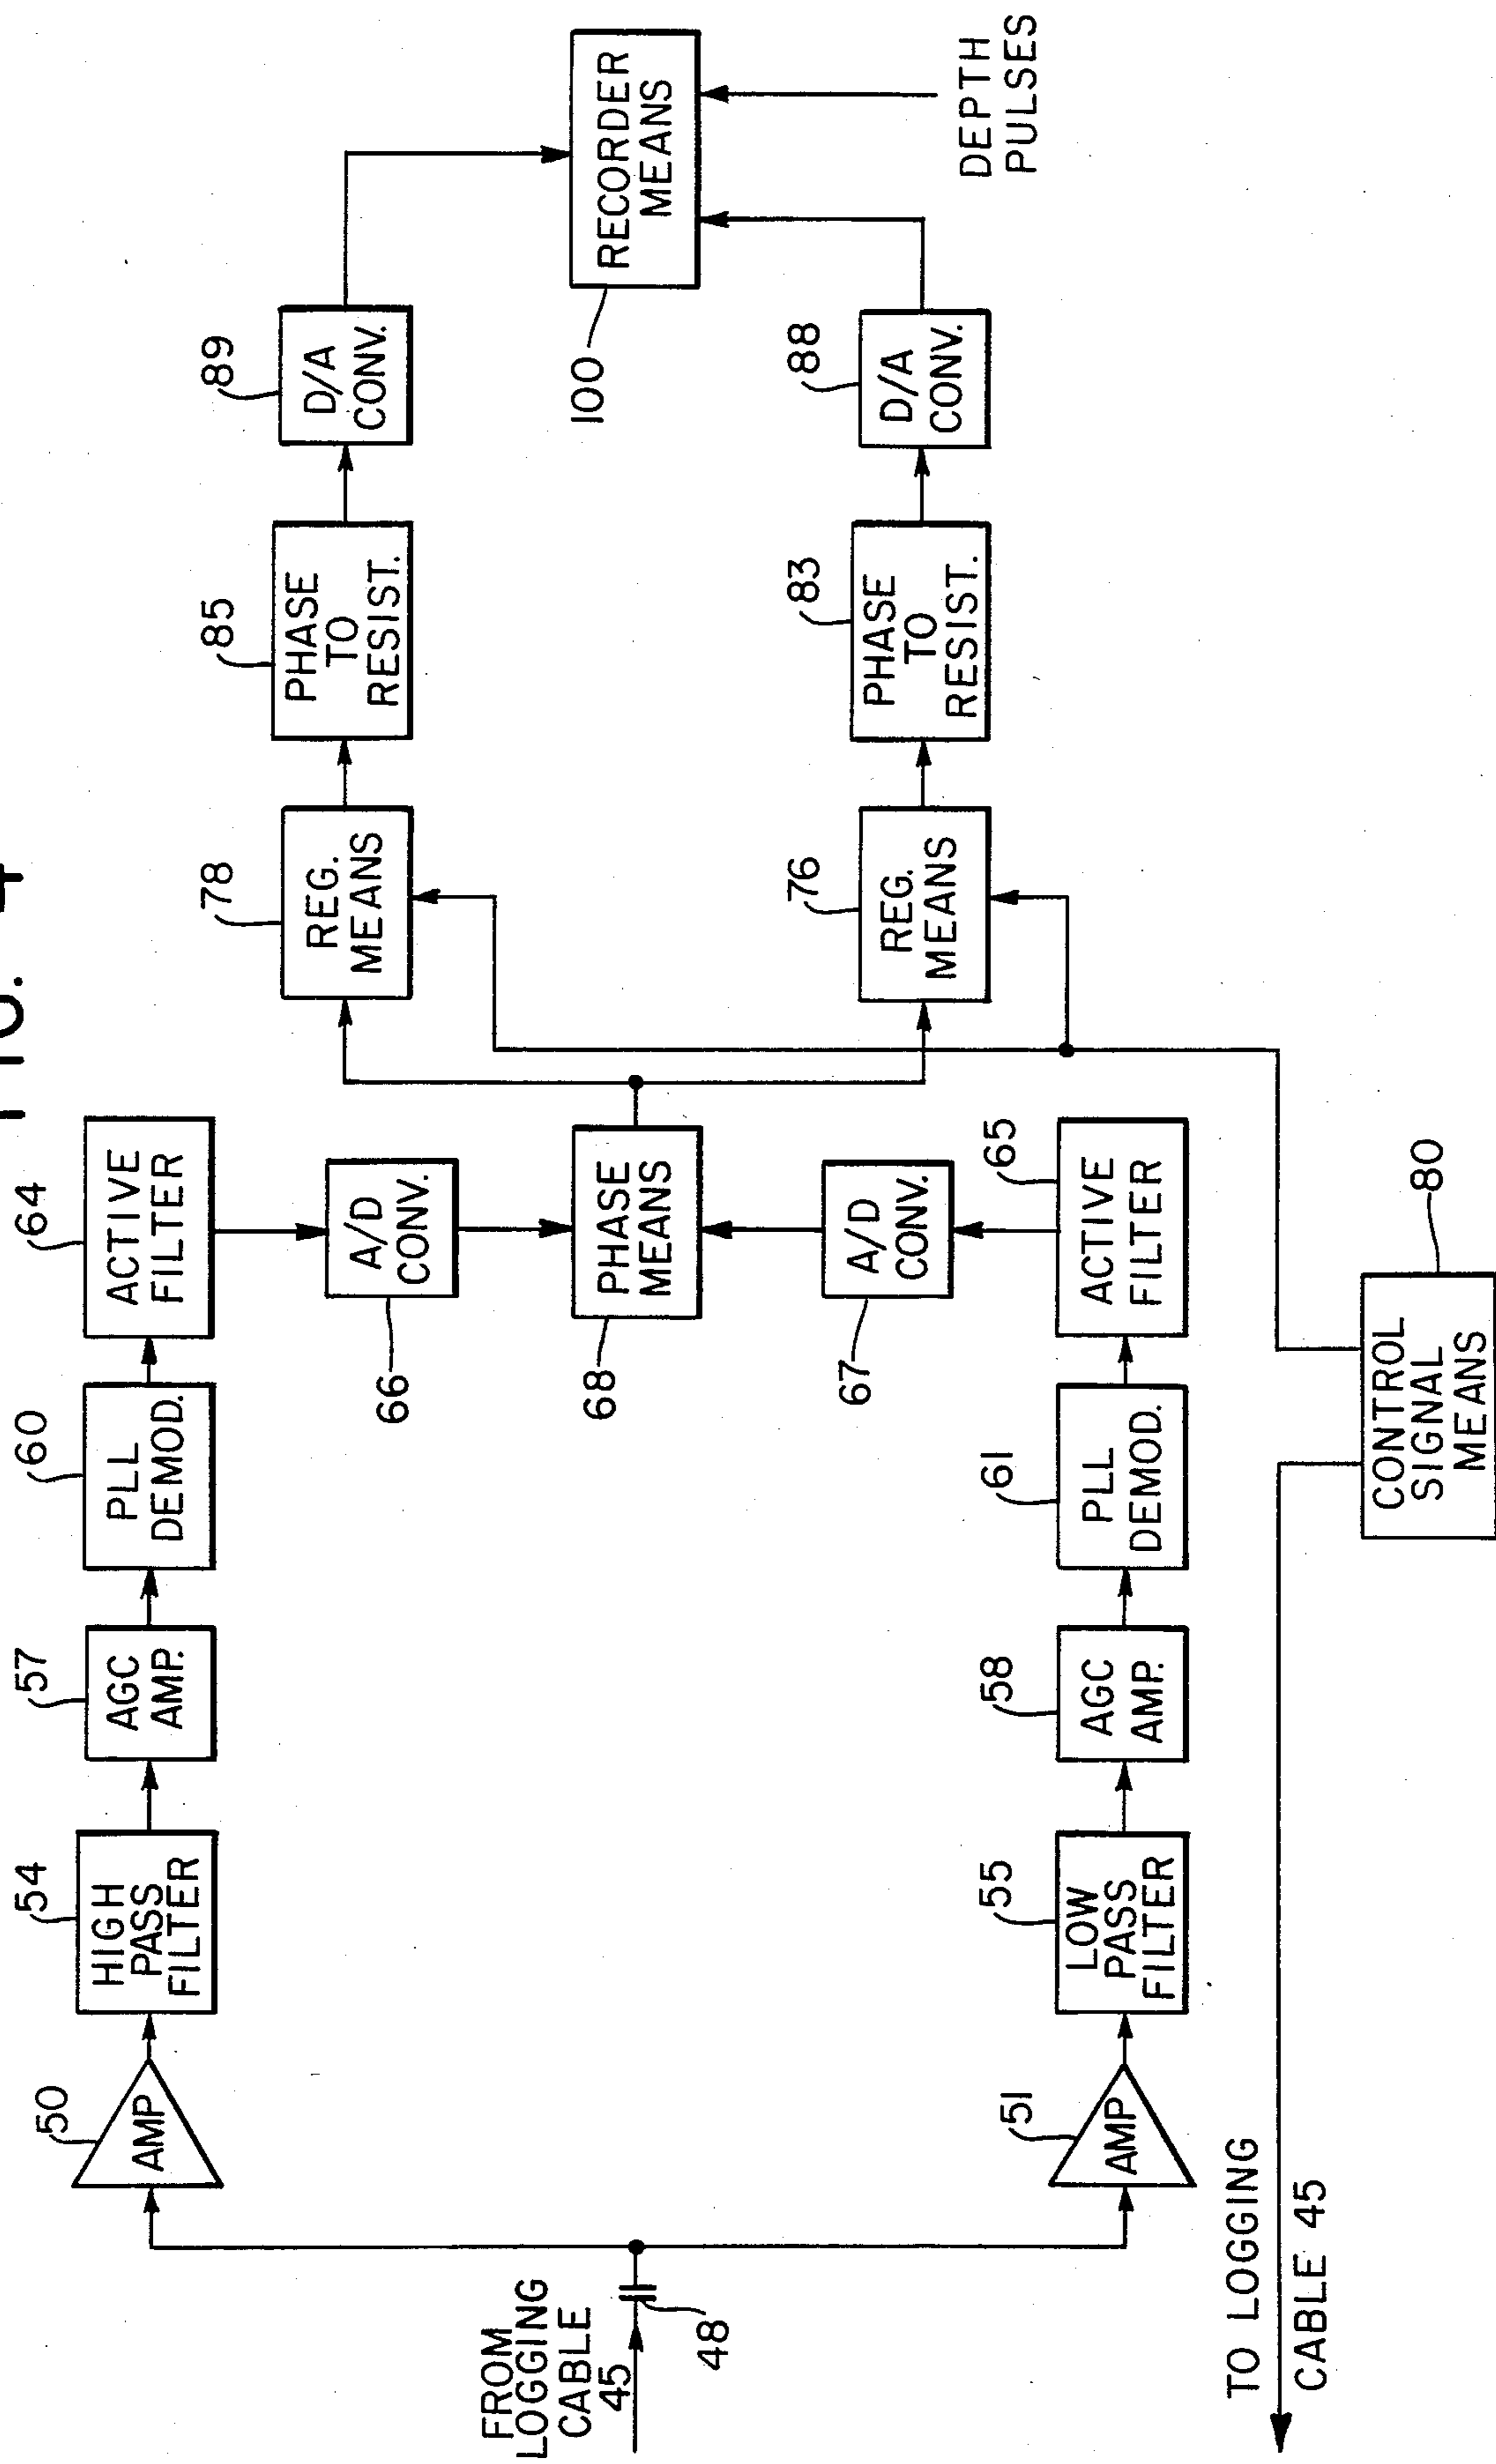 FIG. 4
FROM
LOGGING
CABLE
45
48
50
AMP
54
HIGH
PASS
FILTER
57
AGC
AMP.
60
PLL
DEMOD.
64
ACTIVE
FILTER
66
A/D
CONV.
68
PHASE
MEANS
67
A/D
CONV.
51
AMP
55
LOW
PASS
FILTER
58
AGC
AMP.
61
PLL
DEMOD.
65
ACTIVE
FILTER
78
REG.
MEANS
85
PHASE
TO
RESIST.
89
D/A
CONV.
76
REG.
MEANS
83
PHASE
TO
RESIST.
88
D/A
CONV.
100
RECORDER
MEANS
DEPTH
PULSES
80
CONTROL
SIGNAL
MEANS
TO LOGGING
CABLE 45